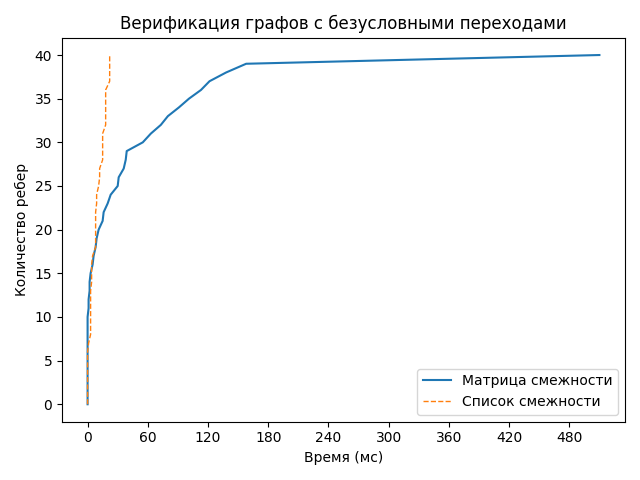 Верификация графов с безусловными переходами
Количество ребер
40
35
30
25
20
15
10
5
0
0 60 120 180 240 300 360 420 480
Время (мс)
Матрица смежности
Список смежности